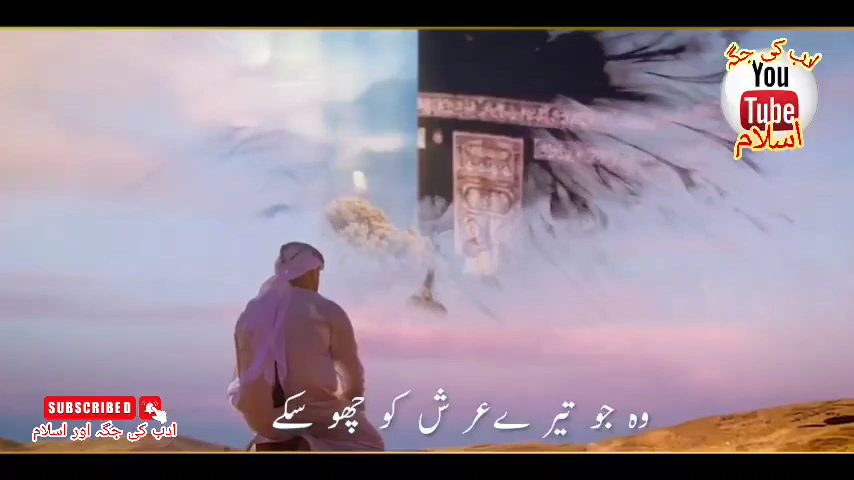 ادب کی جگہ
You
Tube
اسلام
وہ جو تیرے عرش کو چھو سکے
SUBSCRIBED
ادب کی جگہ اور اسلام